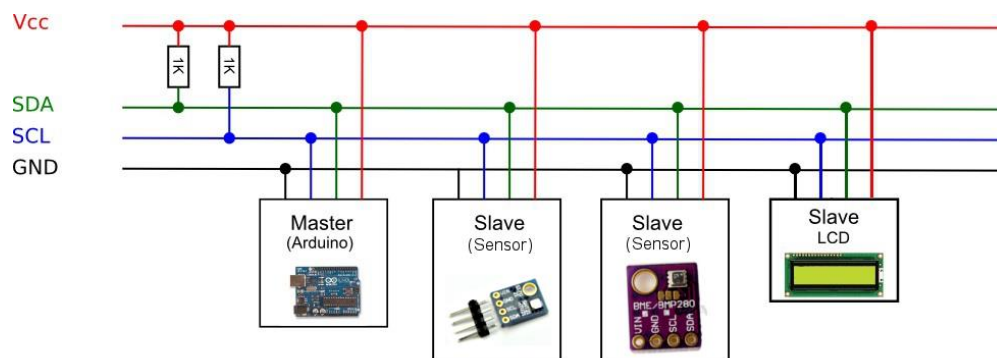 Vcc
1K
1K
SDA
SCL
GND
Master
(Arduino)
Slave
(Sensor)
Slave
(Sensor)
Slave
LCD
BME/BMP280
VIN
GND
SCL
SDA